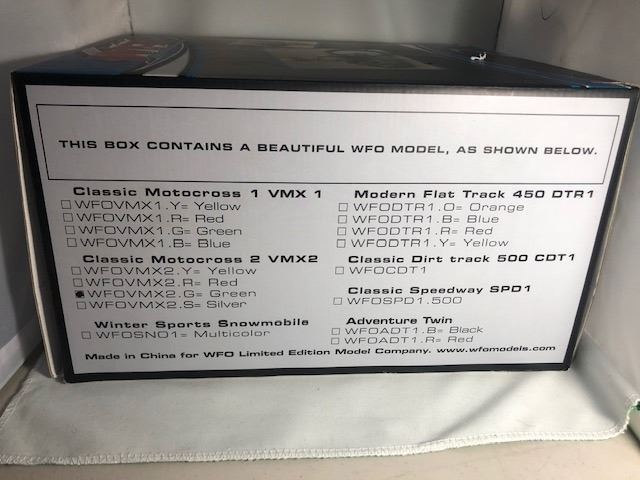 THIS BOX CONTAINS A BEAUTIFUL WFO MODEL, AS SHOWN BELOW.
Classic Motocross 1 VMX 1
☐ WFOVMX1.Y= Yellow
☐ WFOVMX1.R= Red
☐ WFOVMX1.G= Green
☐ WFOVMX1.B= Blue
Classic Motocross 2 VMX2
☐ WFOVMX2.Y= Yellow
☐ WFOVMX2.R= Red
■ WFOVMX2.G= Green
☐ WFOVMX2.S= Silver
Winter Sports Snowmobile
☐ WFOSNO1= Multicolor
Modern Flat Track 450 DTR1
☐ WFODTR1.O= Orange
☐ WFODTR1.B= Blue
☐ WFODTR1.R= Red
☐ WFODTR1.Y= Yellow
Classic Dirt track 500 CDT1
☐ WFOCDT1
Classic Speedway SPD1
☐ WFOSPD1.500
Adventure Twin
☐ WFOADT1.B= Black
☐ WFOADT1.R= Red
Made in China for WFO Limited Edition Model Company. www.wfomodels.com